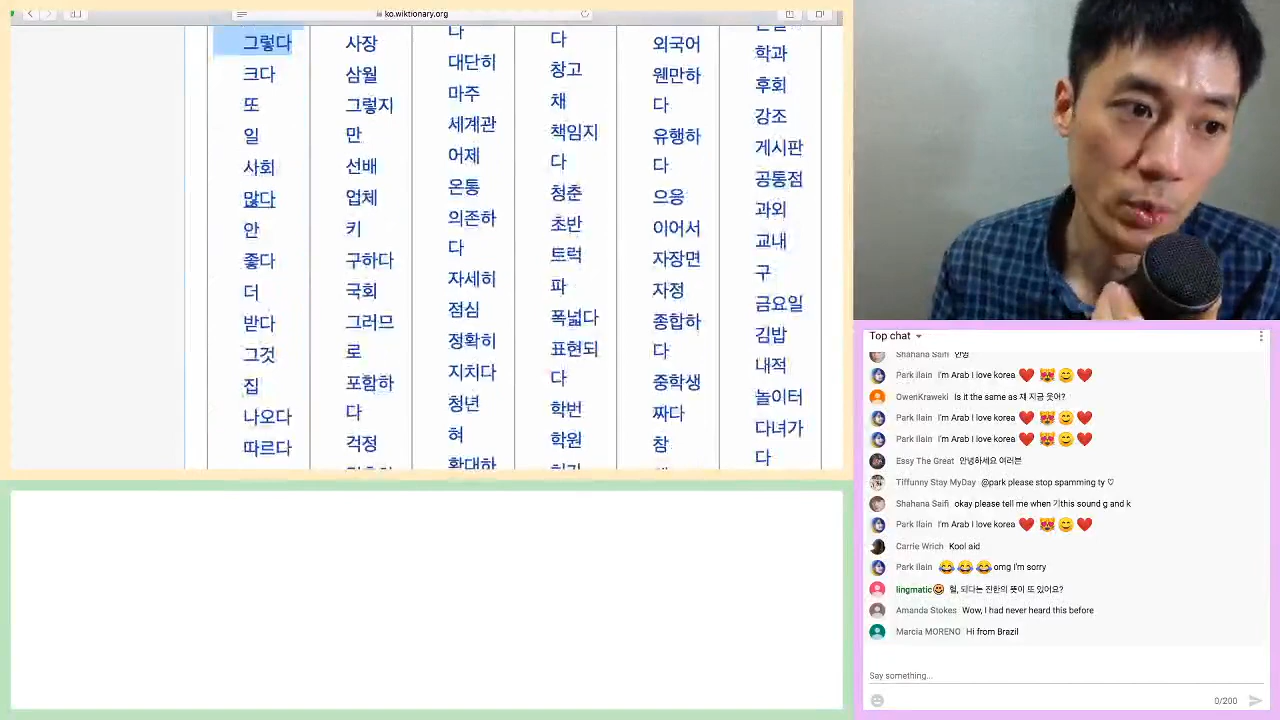 ko.wiktionary.org
그렇다
크다
또
일
사회
많다
안
좋다
더
받다
그것
집
나오다
따르다
사장
삼월
그렇지
만
선배
업체
키
구하다
국회
그러므
로
포함하
다
걱정
나
대단히
마주
세계관
어제
온통
의존하
다
자세히
점심
정확히
지치다
청년
혀
확대하
다
창고
채
책임지
다
청춘
초반
트럭
파
폭넓다
표현되
다
학번
학원
외국어
웬만하
다
유행하
다
으응
이어서
자장면
자정
종합하
다
중학생
짜다
참
학과
후회
강조
게시판
공통점
과외
교내
구
금요일
김밥
내적
놀이터
다녀가
다
Top chat
Shahana Saifi 안녕
Park Ilain I'm Arab I love korea ❤️ 😻 😊 ❤️
OwenKraweki Is it the same as 쟤 지금 웃어?
Park Ilain I'm Arab I love korea ❤️ 😻 😊 ❤️
Park Ilain I'm Arab I love korea ❤️ 😻 😊 ❤️
Essy The Great 안녕하세요 여러븐
Tiffunny Stay MyDay @park please stop spamming ty ♡
Shahana Saifi okay please tell me when 기this sound g and k
Park Ilain I'm Arab I love korea ❤️ 😻 😊 ❤️
Carrie Wrich Kool aid
Park Ilain 😂 😂 😂 omg I'm sorry
lingmatic 헐, 되다는 진한의 뜻이 또 있어요?
Amanda Stokes Wow, I had never heard this before
Marcia MORENO Hi from Brazil
Say something...
0/200